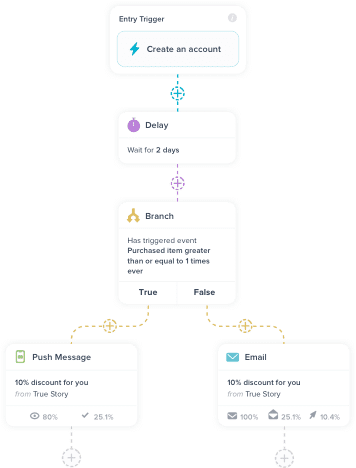 Entry Trigger
Create an account
Delay
Wait for 2 days
Branch
Has triggered event
Purchased item greater
than or equal to 1 times
ever
True
False
Push Message
10% discount for you
from True Story
80%
25.1%
Email
10% discount for you
from True Story
100%
25.1%
10.4%